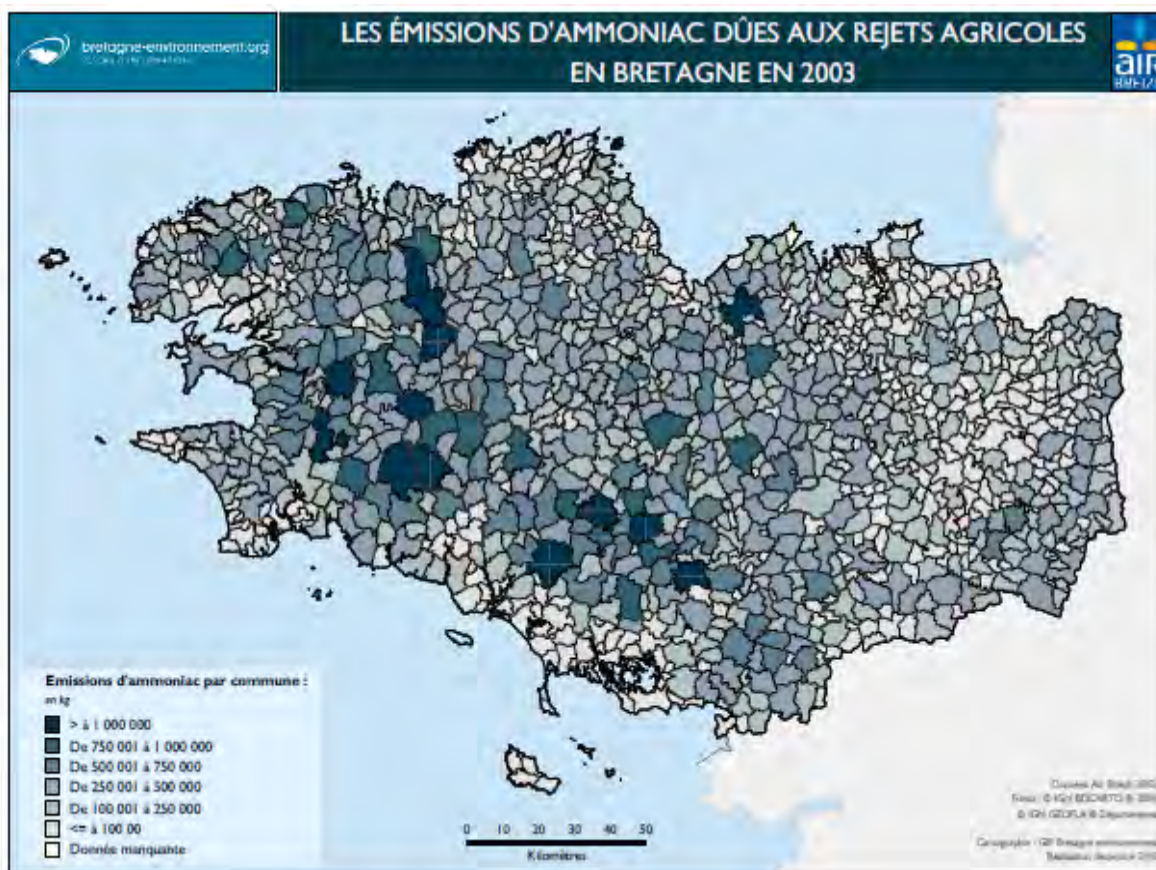 bretagne-environnement.org
LES ÉMISSIONS D'AMMONIAC DÛES AUX REJETS AGRICOLES
EN BRETAGNE EN 2003
air
BREIZH
Emissions d'ammoniac par commune :
en kg
> à 1 000 000
De 750 001 à 1 000 000
De 500 001 à 750 000
De 250 001 à 500 000
De 100 001 à 250 000
<= à 100 00
Donnée manquante
0 10 20 30 40 50
Kilomètres